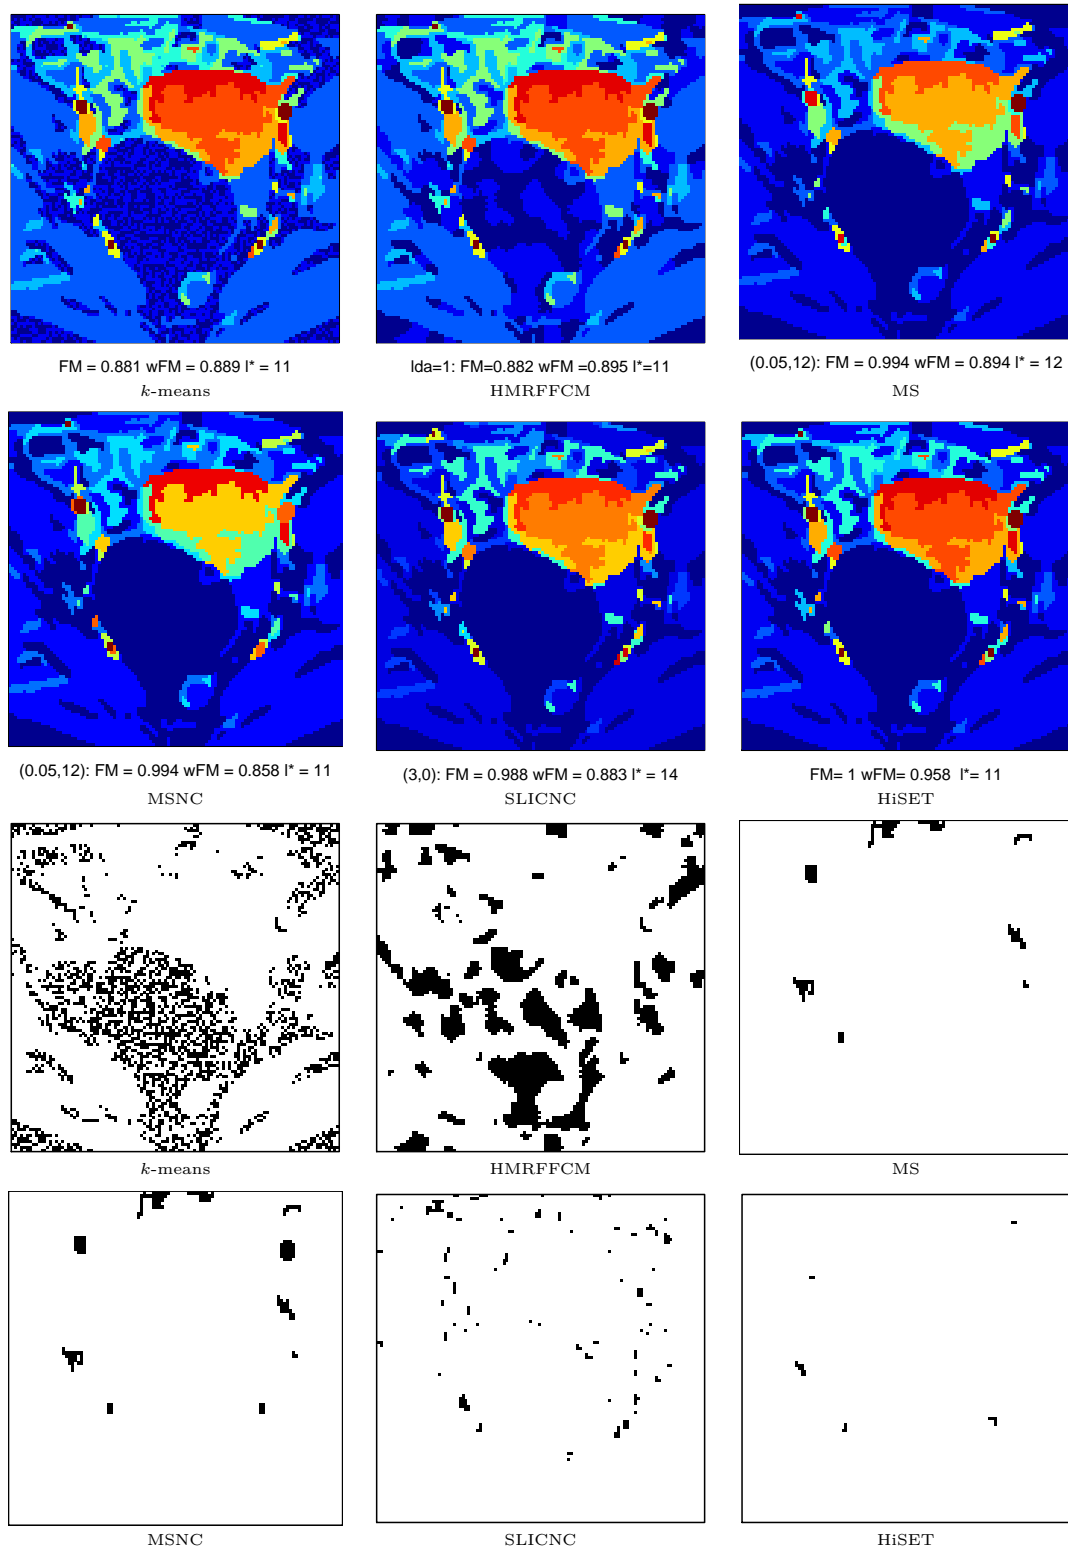 FM = 0.881 wFM = 0.889 l* = 11
k-means
lda=1: FM=0.882 wFM =0.895 l*=11
HMRFFCM
(0.05,12): FM = 0.994 wFM = 0.894 l* = 12
MS
(0.05,12): FM = 0.994 wFM = 0.858 l* = 11
MSNC
(3,0): FM = 0.988 wFM = 0.883 l* = 14
SLICNC
FM= 1 wFM= 0.958 l*= 11
HiSET
k-means
HMRFFCM
MS
MSNC
SLICNC
HiSET